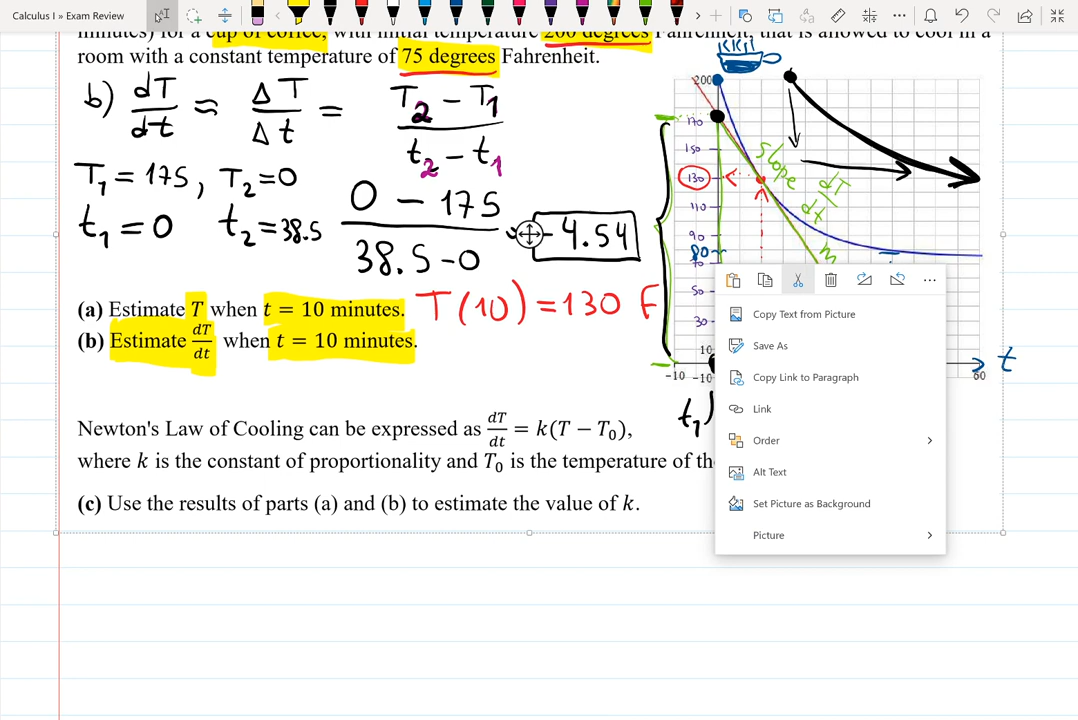 Calculus I » Exam Review
minutes) for a cup of coffee, with initial temperature 200 degrees Fahrenheit, that is allowed to cool in a
room with a constant temperature of 75 degrees Fahrenheit.
b) dT/dt ≈ ΔT/Δt = (T2 − T1)/(t2 − t1)
T1 = 175, T2 = 0
t1 = 0 t2 = 38.5
(0 − 175)/(38.5 − 0)
−4.54
(a) Estimate T when t = 10 minutes.
T(10) = 130 F
(b) Estimate dT/dt when t = 10 minutes.
Newton's Law of Cooling can be expressed as dT/dt = k(T − T0),
where k is the constant of proportionality and T0 is the temperature of th
(c) Use the results of parts (a) and (b) to estimate the value of k.
200
170
150
130
110
90
80
70
50
30
10
-10
-10
60
t
t1
slope
dT
dt
Copy Text from Picture
Save As
Copy Link to Paragraph
Link
Order
Alt Text
Set Picture as Background
Picture